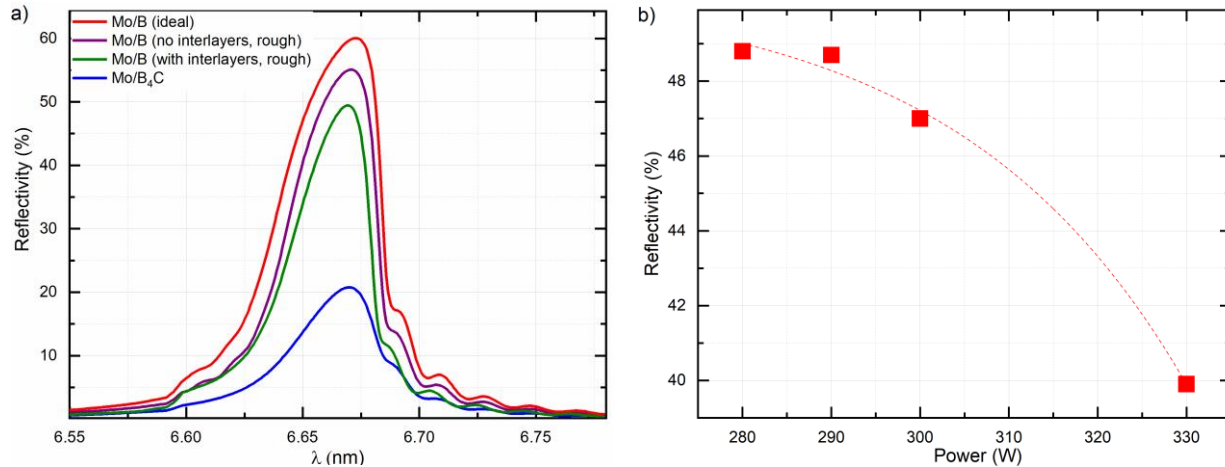 a)
Mo/B (ideal)
Mo/B (no interlayers, rough)
Mo/B (with interlayers, rough)
Mo/B₄C
60
50
40
30
20
10
Reflectivity (%)
6.55 6.60 6.65 6.70 6.75
λ (nm)
b)
48
46
44
42
40
Reflectivity (%)
280 290 300 310 320 330
Power (W)